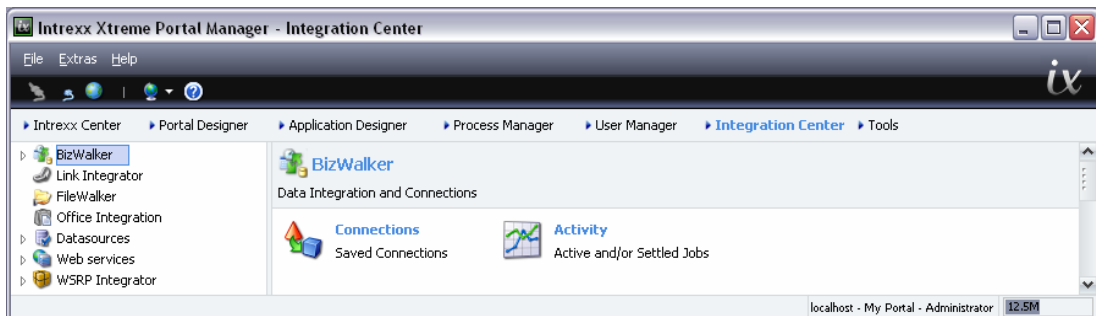 Intrexx Xtreme Portal Manager - Integration Center
File Extras Help
ix
Intrexx Center Portal Designer Application Designer Process Manager User Manager Integration Center Tools
BizWalker
Link Integrator
FileWalker
Office Integration
Datasources
Web services
WSRP Integrator
BizWalker
Data Integration and Connections
Connections
Saved Connections
Activity
Active and/or Settled Jobs
localhost - My Portal - Administrator 12.5M